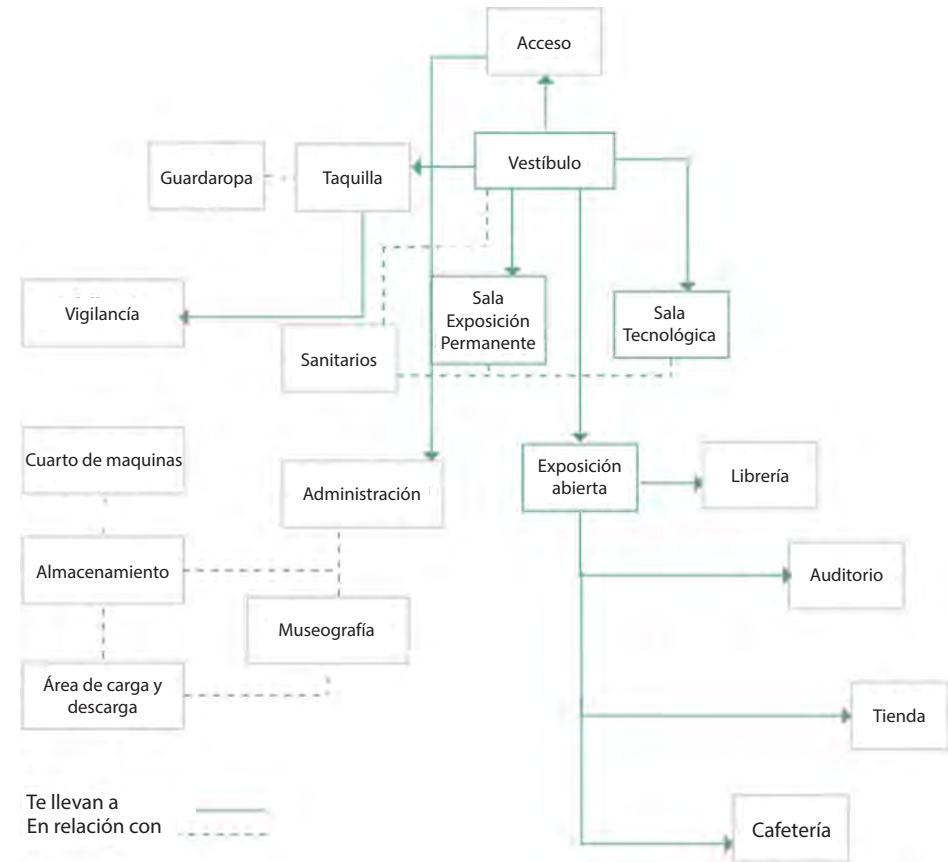 Acceso
Vestíbulo
Guardaropa
Taquilla
Vigilancía
Sala
Exposición
Permanente
Sala
Tecnológica
Sanitarios
Cuarto de maquinas
Administración
Exposición
abierta
Librería
Almacenamiento
Auditorio
Museografía
Área de carga y
descarga
Tienda
Te llevan a
En relación con
Cafetería